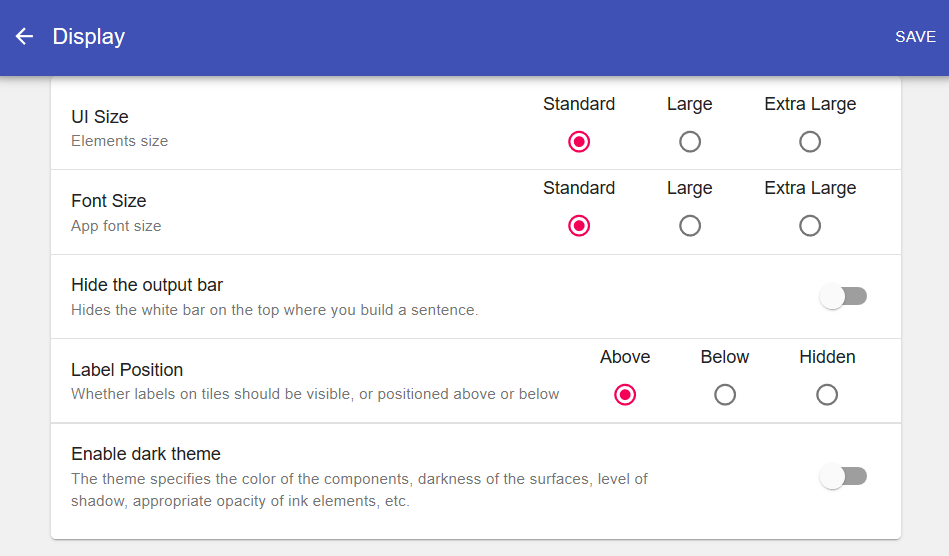 Display
SAVE
Standard Large Extra Large
UI Size
Elements size
Standard Large Extra Large
Font Size
App font size
Hide the output bar
Hides the white bar on the top where you build a sentence.
Above Below Hidden
Label Position
Whether labels on tiles should be visible, or positioned above or below
Enable dark theme
The theme specifies the color of the components, darkness of the surfaces, level of
shadow, appropriate opacity of ink elements, etc.